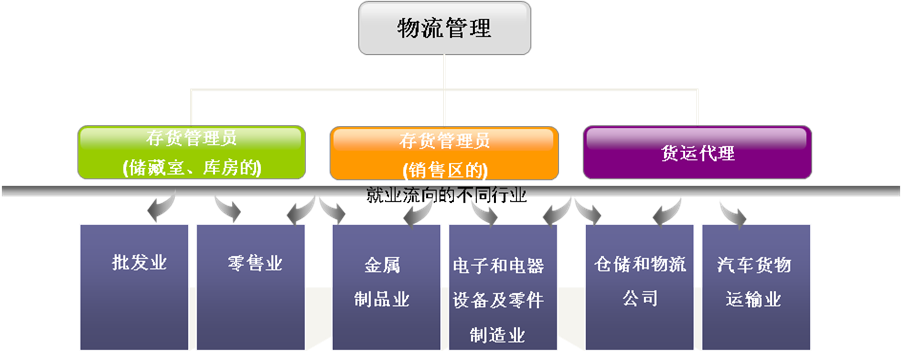 物流管理
存货管理员
(储藏室、库房的)
存货管理员
(销售区的)
货运代理
就业流向的不同行业
批发业
零售业
金属
制品业
电子和电器
设备及零件
制造业
仓储和物流
公司
汽车货物
运输业